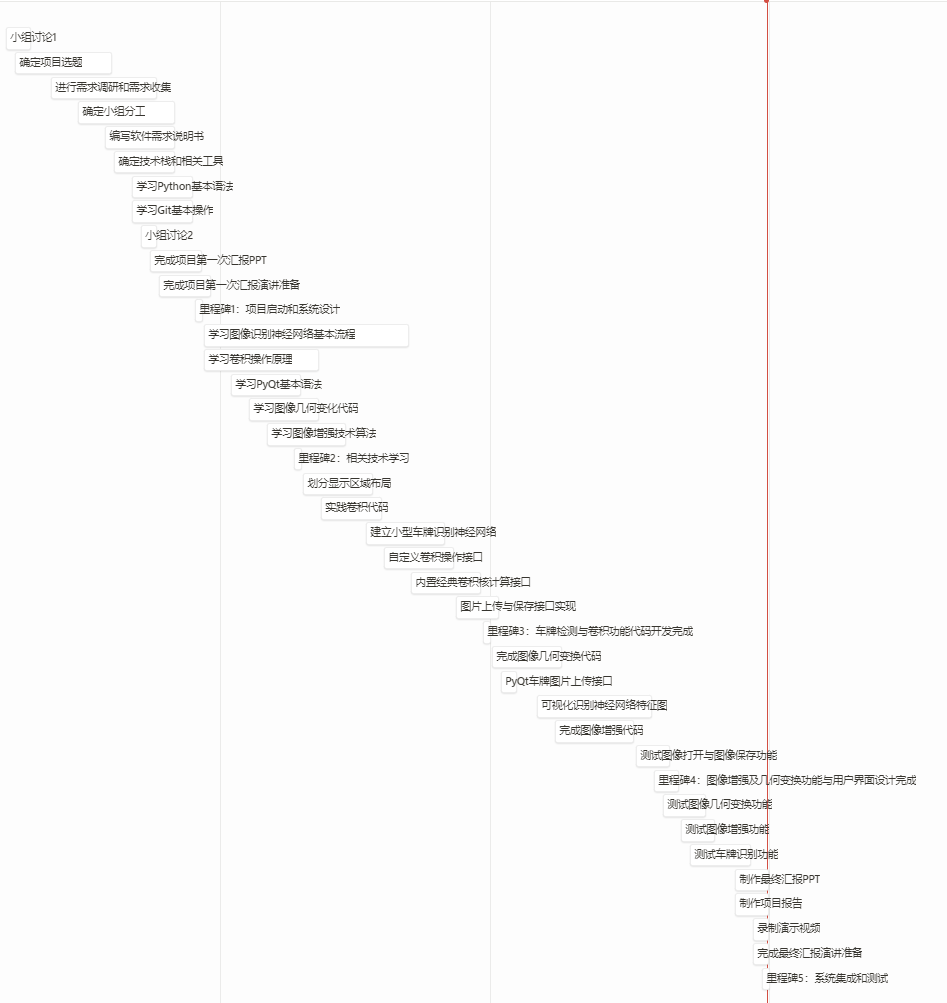 小组讨论1
确定项目选题
进行需求调研和需求收集
确定小组分工
编写软件需求说明书
确定技术栈和相关工具
学习Python基本语法
学习Git基本操作
小组讨论2
完成项目第一次汇报PPT
完成项目第一次汇报演讲准备
里程碑1：项目启动和系统设计
学习图像识别神经网络基本流程
学习卷积操作原理
学习PyQt基本语法
学习图像几何变化代码
学习图像增强技术算法
里程碑2：相关技术学习
划分显示区域布局
实践卷积代码
建立小型车牌识别神经网络
自定义卷积操作接口
内置经典卷积核计算接口
图片上传与保存接口实现
里程碑3：车牌检测与卷积功能代码开发完成
完成图像几何变换代码
PyQt车牌图片上传接口
可视化识别神经网络特征图
完成图像增强代码
测试图像打开与图像保存功能
里程碑4：图像增强及几何变换功能与用户界面设计完成
测试图像几何变换功能
测试图像增强功能
测试车牌识别功能
制作最终汇报PPT
制作项目报告
录制演示视频
完成最终汇报演讲准备
里程碑5：系统集成和测试